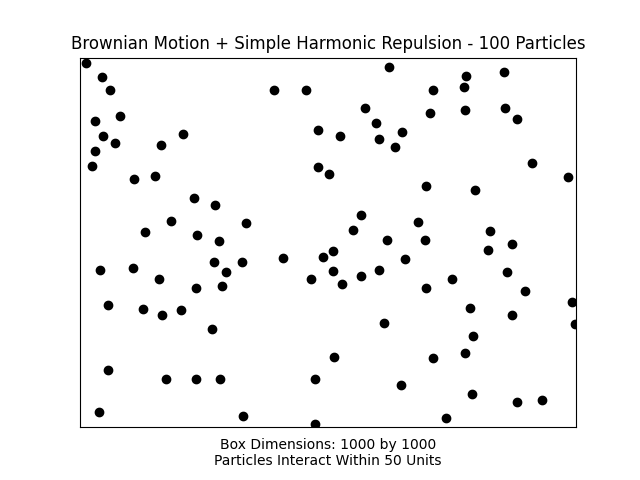 Brownian Motion + Simple Harmonic Repulsion - 100 Particles
Box Dimensions: 1000 by 1000
Particles Interact Within 50 Units